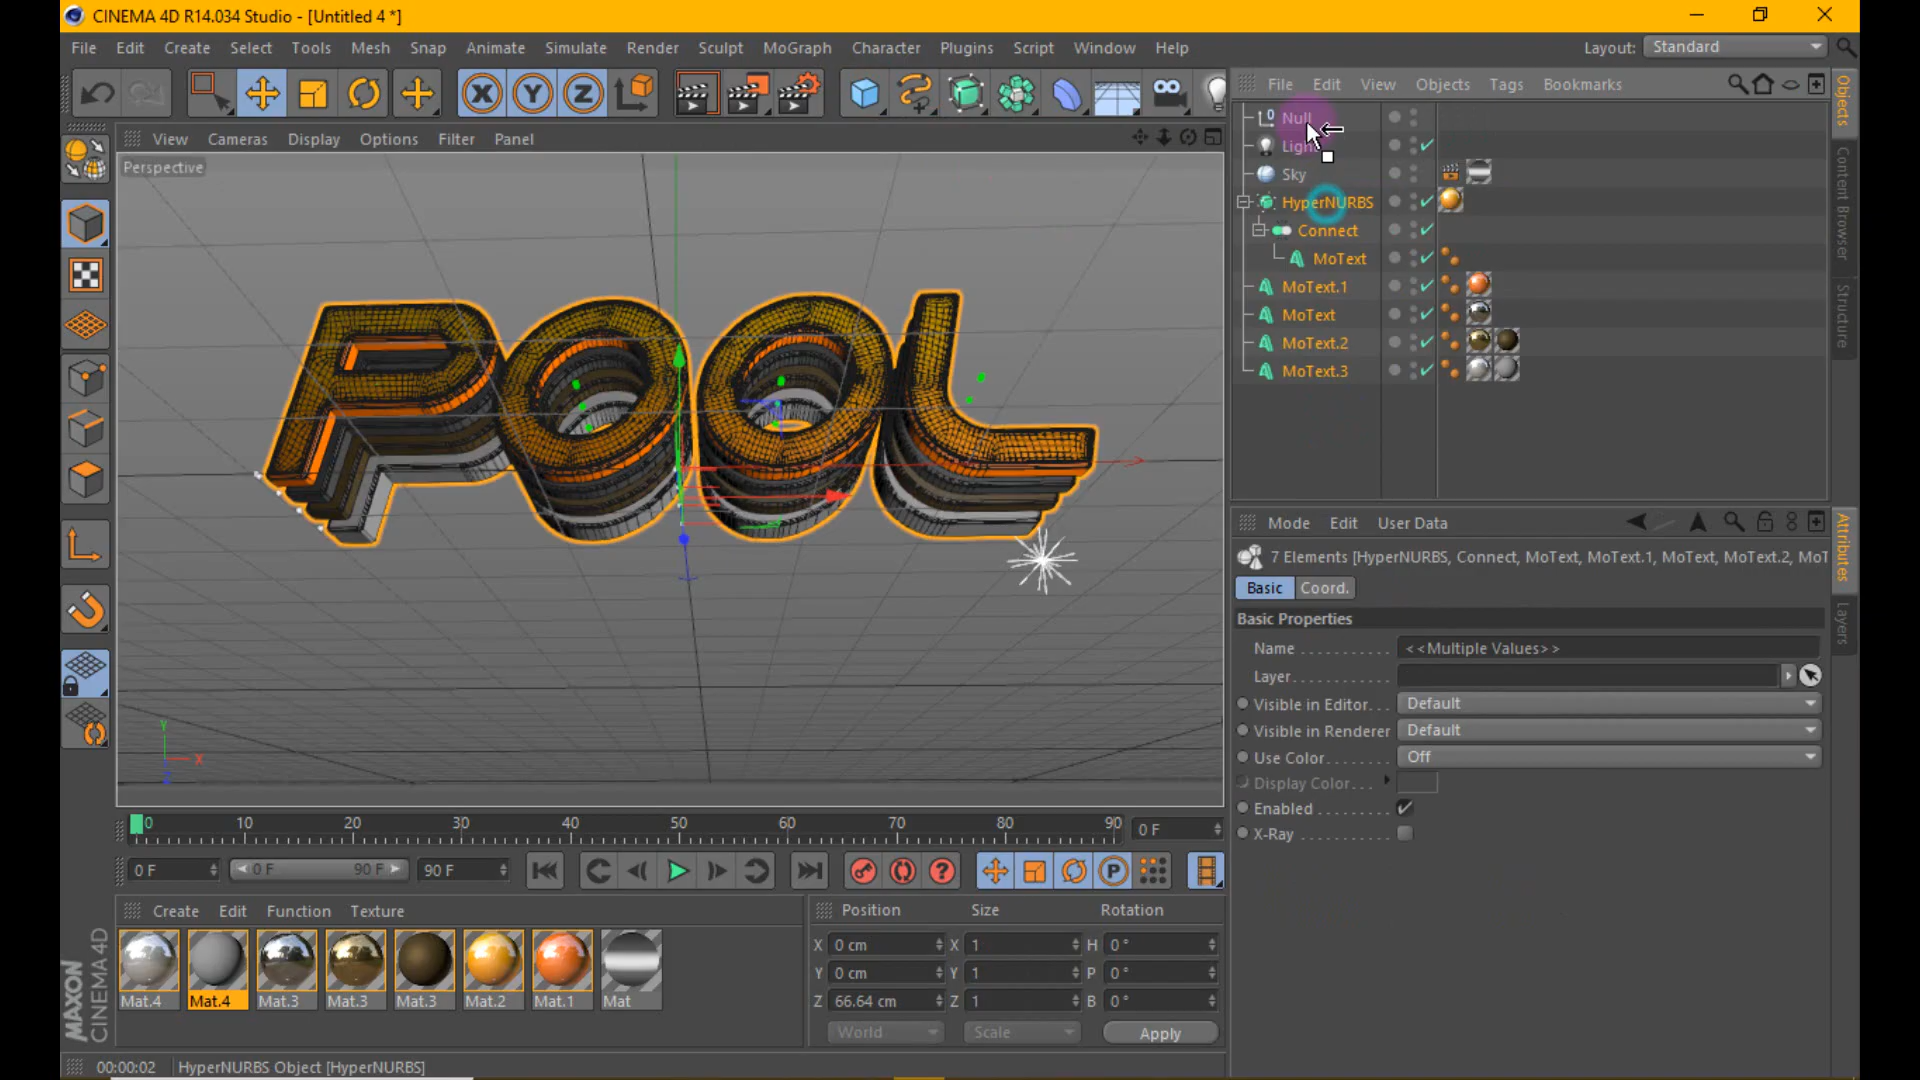 CINEMA 4D R14.034 Studio - [Untitled 4 *]
File Edit Create Select Tools Mesh Snap Animate Simulate Render Sculpt MoGraph Character Plugins Script Window Help Layout: Standard
File Edit View Objects Tags Bookmarks
View Cameras Display Options Filter Panel
Perspective
Null
Light
Sky
HyperNURBS
Connect
MoText
MoText.1
MoText
MoText.2
MoText.3
Objects
Content Browser
Structure
POOL
Y
X
Z
Mode Edit User Data
7 Elements [HyperNURBS, Connect, MoText, MoText.1, MoText, MoText.2, MoT
Basic Coord.
Basic Properties
Name <<Multiple Values>>
Layer
Visible in Editor Default
Visible in Renderer Default
Use Color Off
Display Color
Enabled
X-Ray
Attributes
Layers
0 10 20 30 40 50 60 70 80 90 0 F
0 F 0 F 90 F 90 F
Create Edit Function Texture
Mat.4 Mat.4 Mat.3 Mat.3 Mat.3 Mat.2 Mat.1 Mat
Position Size Rotation
X 0 cm X 1 H 0 °
Y 0 cm Y 1 P 0 °
Z 66.64 cm Z 1 B 0 °
World Scale Apply
MAXON
CINEMA 4D
00:00:02 HyperNURBS Object [HyperNURBS]